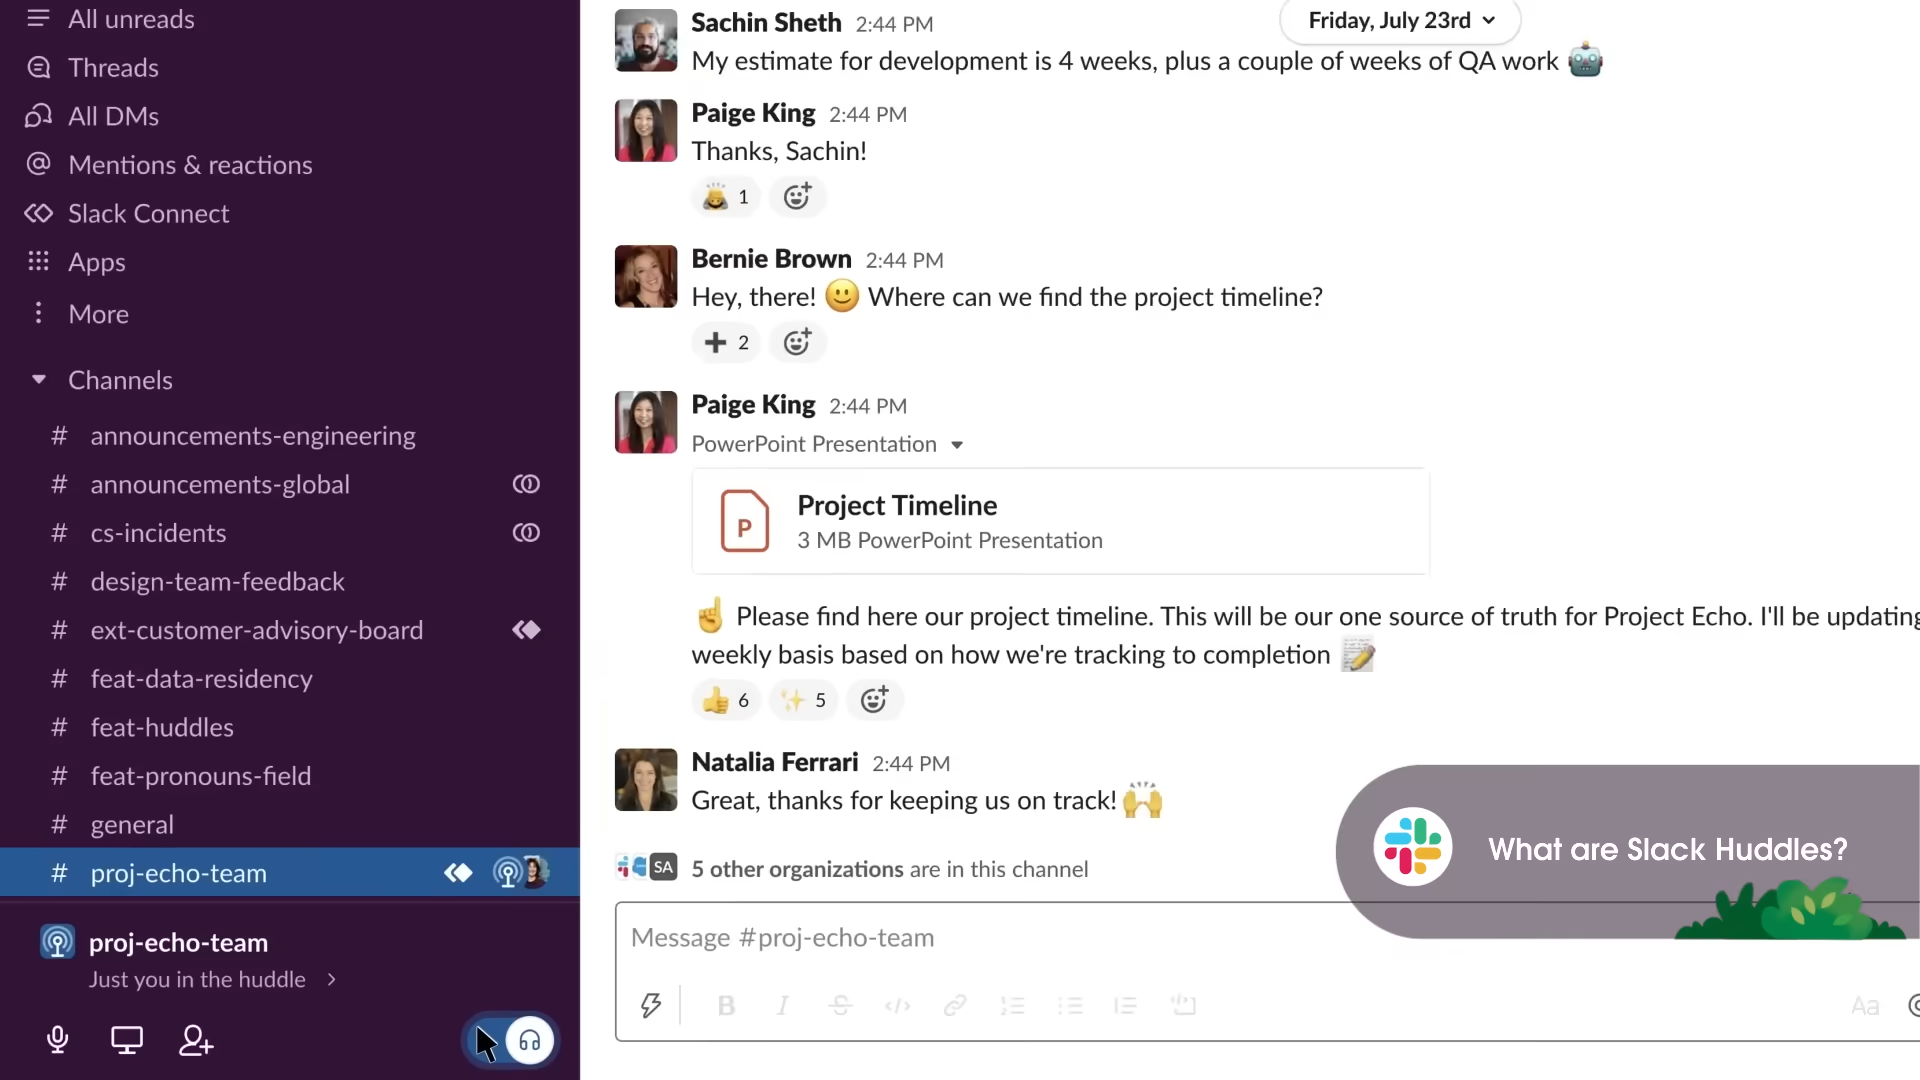 All unreads
Threads
All DMs
Mentions & reactions
Slack Connect
Apps
More
Channels
# announcements-engineering
# announcements-global
# cs-incidents
# design-team-feedback
# ext-customer-advisory-board
# feat-data-residency
# feat-huddles
# feat-pronouns-field
# general
# proj-echo-team
proj-echo-team
Just you in the huddle
Friday, July 23rd
Sachin Sheth 2:44 PM
My estimate for development is 4 weeks, plus a couple of weeks of QA work
Paige King 2:44 PM
Thanks, Sachin!
1
Bernie Brown 2:44 PM
Hey, there! Where can we find the project timeline?
2
Paige King 2:44 PM
PowerPoint Presentation
P
Project Timeline
3 MB PowerPoint Presentation
Please find here our project timeline. This will be our one source of truth for Project Echo. I'll be updating
weekly basis based on how we're tracking to completion
6 5
Natalia Ferrari 2:44 PM
Great, thanks for keeping us on track!
SA 5 other organizations are in this channel
What are Slack Huddles?
Message #proj-echo-team
B I S </> Aa @